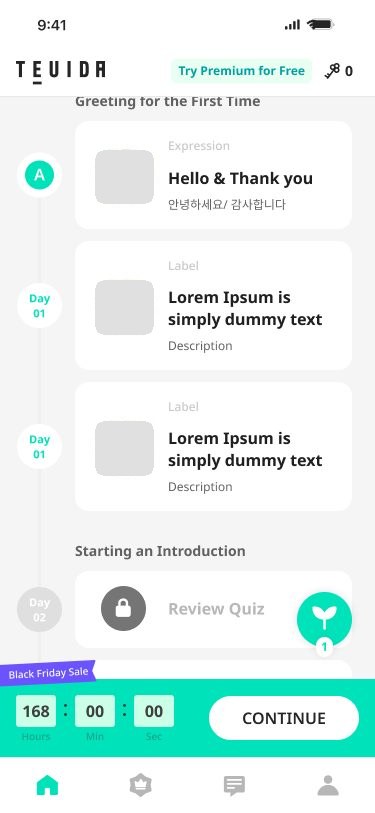 9:41
TEUIDA
Try Premium for Free
0
Greeting for the First Time
A
Expression
Hello & Thank you
안녕하세요/ 감사합니다
Day
01
Label
Lorem Ipsum is
simply dummy text
Description
Day
01
Label
Lorem Ipsum is
simply dummy text
Description
Starting an Introduction
Day
02
Review Quiz
1
Black Friday Sale
168 : 00 : 00
Hours Min Sec
CONTINUE